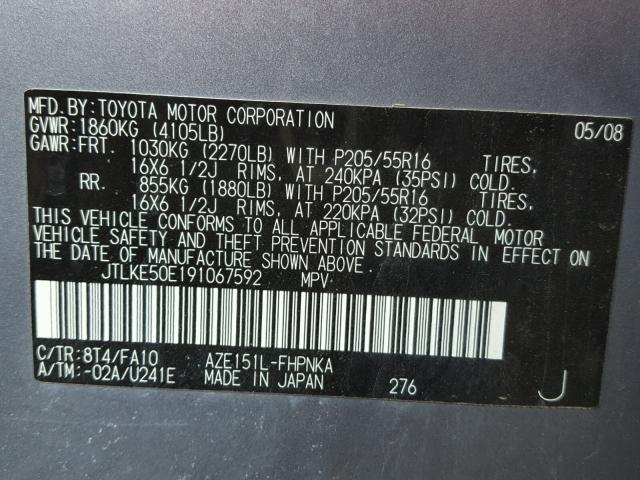 MFD.BY:TOYOTA MOTOR CORPORATION 05/08
GVWR:1860KG (4105LB)
GAWR:FRT. 1030KG (2270LB) WITH P205/55R16 TIRES,
16X6 1/2J RIMS, AT 240KPA (35PSI) COLD.
RR. 855KG (1880LB) WITH P205/55R16 TIRES,
16X6 1/2J RIMS, AT 220KPA (32PSI) COLD.
THIS VEHICLE CONFORMS TO ALL APPLICABLE FEDERAL MOTOR
VEHICLE SAFETY AND THEFT PREVENTION STANDARDS IN EFFECT ON
THE DATE OF MANUFACTURE SHOWN ABOVE.
JTLKE50E191067592 MPV
C/TR:8T4/FA10 AZE151L-FHPNKA
A/TM:-02A/U241E MADE IN JAPAN 276 J